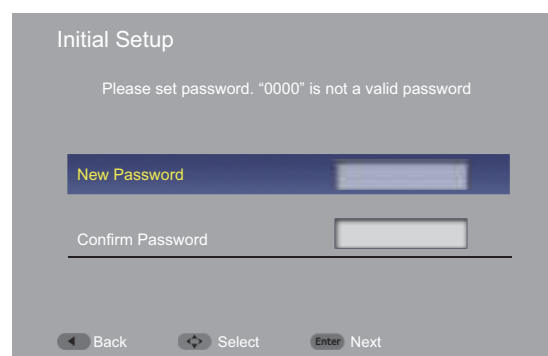 Initial Setup
Please set password. “0000” is not a valid password
New Password
Confirm Password
Back Select Enter Next